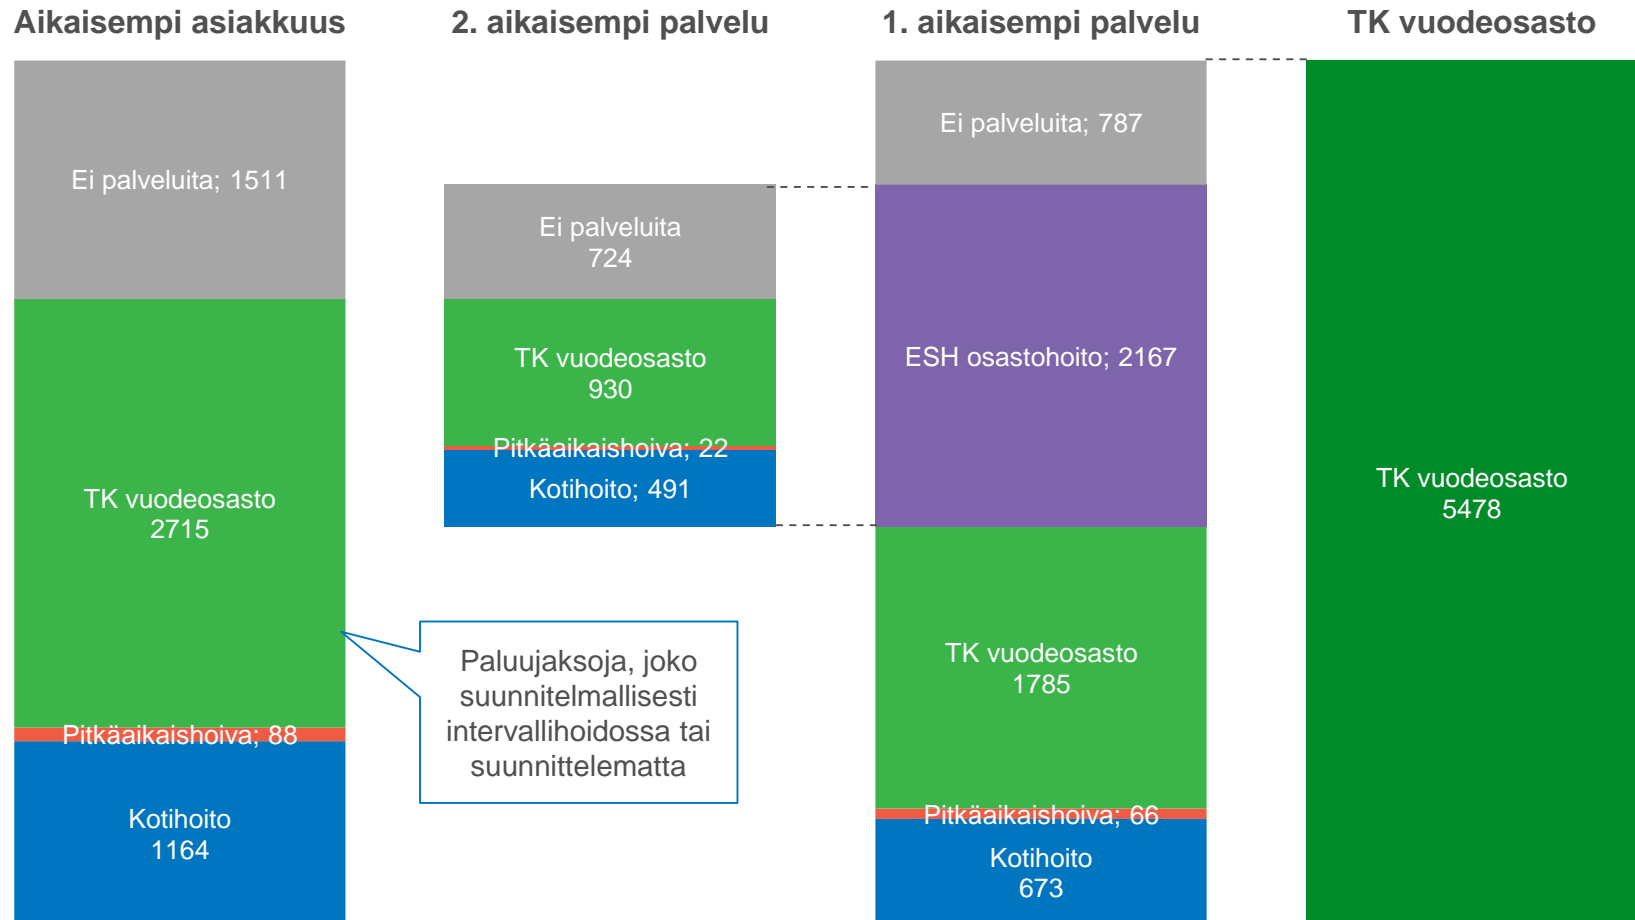 Aikaisempi asiakkuus
2. aikaisempi palvelu
1. aikaisempi palvelu
TK vuodeosasto
Ei palveluita; 1511
TK vuodeosasto
2715
Pitkäaikaishoiva; 88
Kotihoito
1164
Ei palveluita
724
TK vuodeosasto
930
Pitkäaikaishoiva; 22
Kotihoito; 491
Paluujaksoja, joko
suunnitelmallisesti
intervallihoidossa tai
suunnittelematta
Ei palveluita; 787
ESH osastohoito; 2167
TK vuodeosasto
1785
Pitkäaikaishoiva; 66
Kotihoito
673
TK vuodeosasto
5478